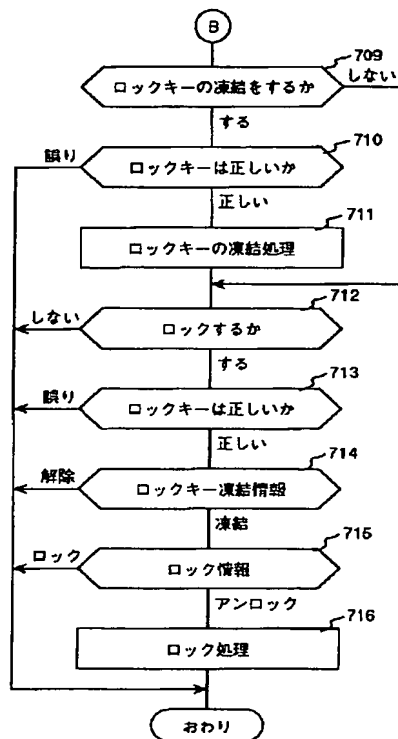 B
709
ロックキーの凍結をするか
しない
する
710
誤り
ロックキーは正しいか
正しい
711
ロックキーの凍結処理
712
しない
ロックするか
する
713
誤り
ロックキーは正しいか
正しい
714
解除
ロックキー凍結情報
凍結
715
ロック
ロック情報
アンロック
716
ロック処理
おわり